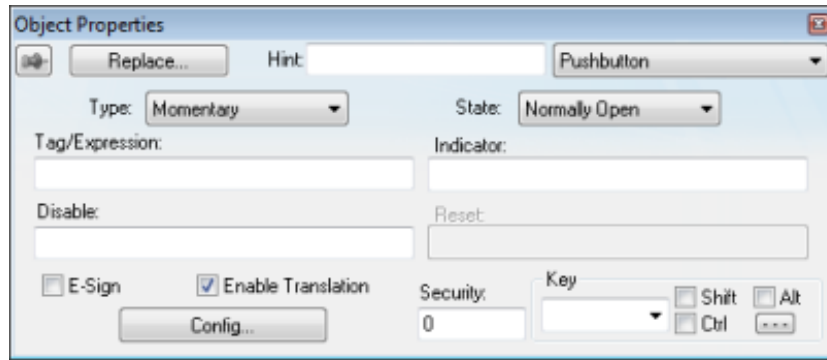 Object Properties
Replace... Hint: Pushbutton
Type: Momentary State: Normally Open
Tag/Expression: Indicator:
Disable: Reset:
E-Sign Enable Translation Security: Key
Config... 0 Shift Alt
Ctrl ...